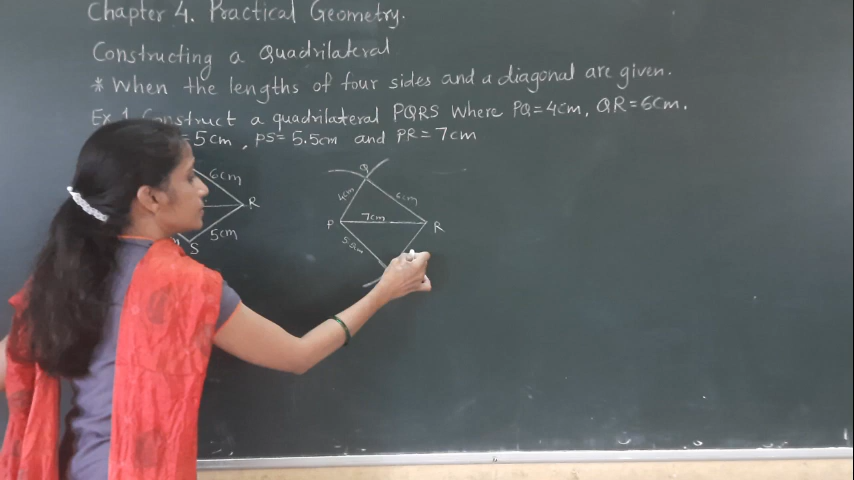 Chapter 4. Practical Geometry.
Constructing a Quadrilateral
* When the lengths of four sides and a diagonal are given.
Ex.1 Construct a quadrilateral PQRS where PQ=4cm, QR=6cm.
=5cm, PS=5.5cm and PR=7cm
6cm
R
5cm
S
Q
4cm
6cm
P
7cm
R
5.5cm